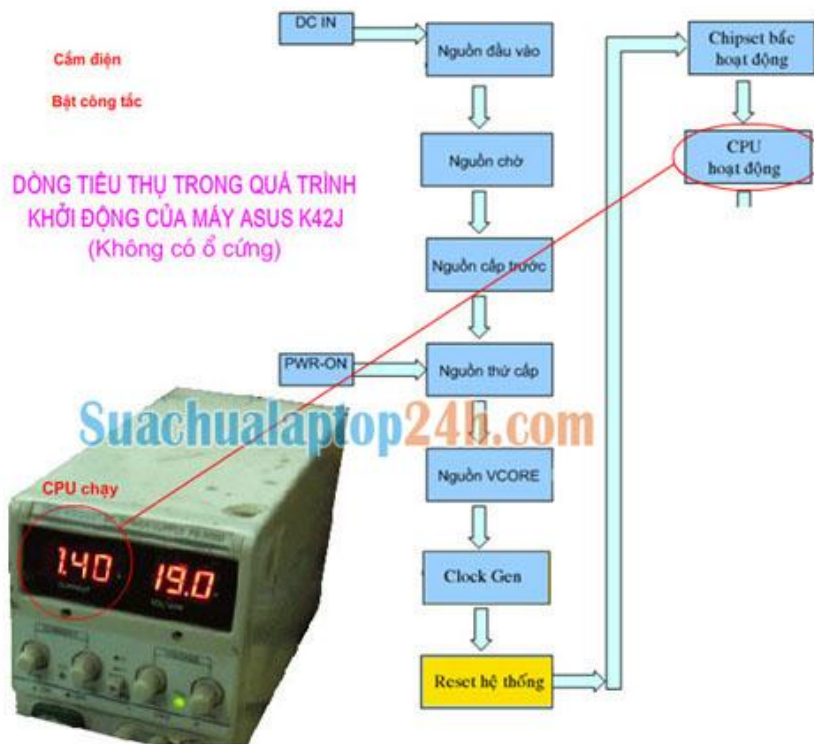 DC IN
Nguồn đầu vào
Chipset bắc
hoạt động
Cắm điện
Bật công tắc
Nguồn chờ
CPU
hoạt động
DÒNG TIÊU THỤ TRONG QUÁ TRÌNH
KHỞI ĐỘNG CỦA MÁY ASUS K42J
(Không có ổ cứng)
Nguồn cấp trước
PWR-ON
Nguồn thứ cấp
Suachualaptop24h.com
Nguồn VCORE
CPU chạy
1.40
19.0
Clock Gen
Reset hệ thống